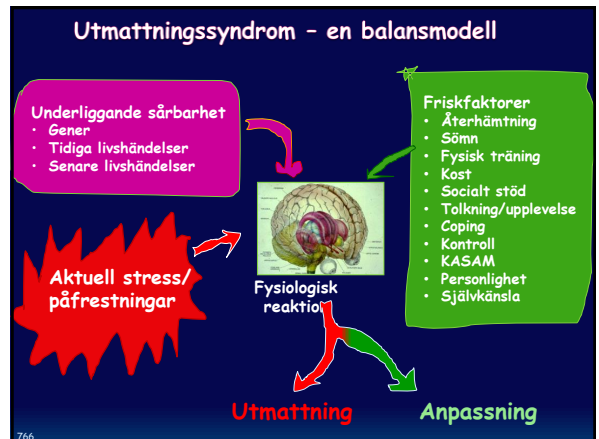 Utmattningssyndrom – en balansmodell
Underliggande sårbarhet
• Gener
• Tidiga livshändelser
• Senare livshändelser
Friskfaktorer
• Återhämtning
• Sömn
• Fysisk träning
• Kost
• Socialt stöd
• Tolkning/upplevelse
• Coping
• Kontroll
• KASAM
• Personlighet
• Självkänsla
Aktuell stress/
påfrestningar
Fysiologisk
reaktion
Utmattning
Anpassning
766